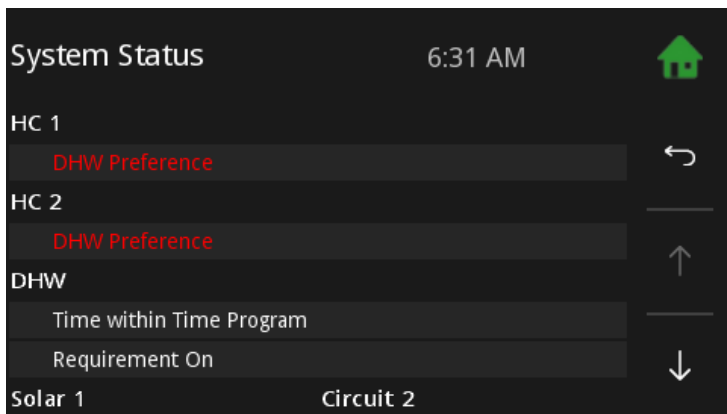 System Status 6:31 AM
HC 1
DHW Preference
HC 2
DHW Preference
DHW
Time within Time Program
Requirement On
Solar 1 Circuit 2